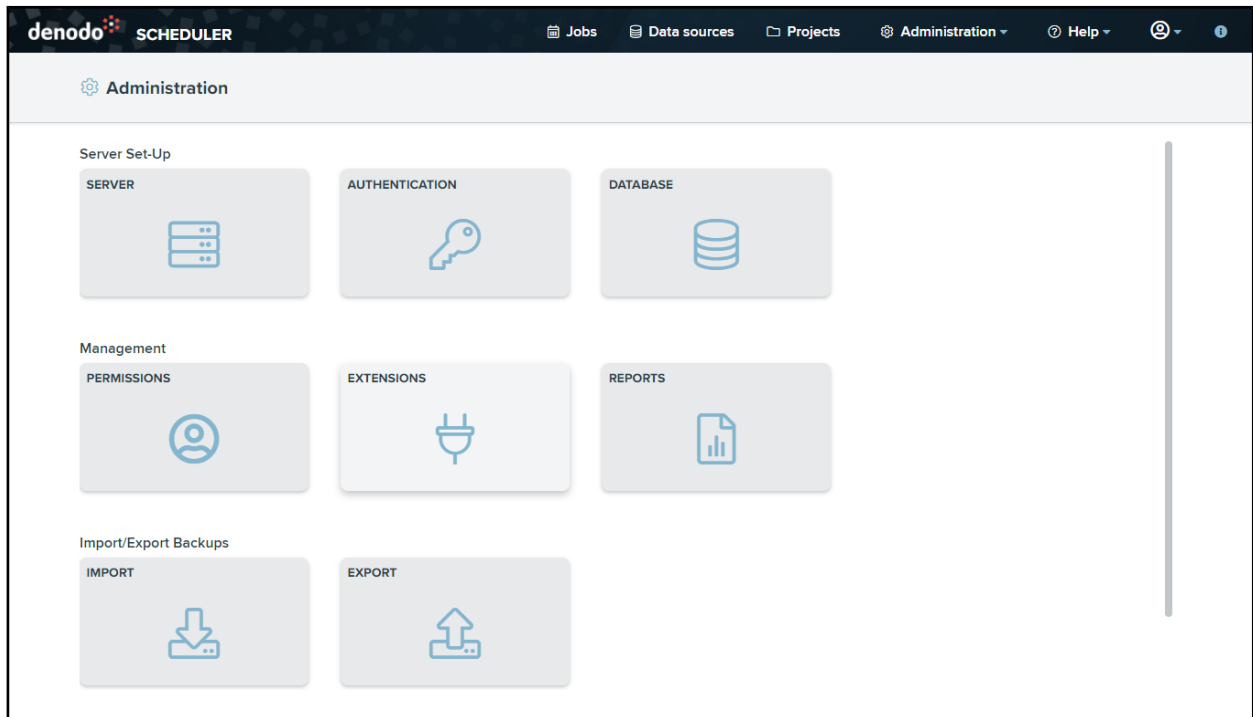 denodo SCHEDULER Jobs Data sources Projects Administration Help
Administration
Server Set-Up
SERVER AUTHENTICATION DATABASE
Management
PERMISSIONS EXTENSIONS REPORTS
Import/Export Backups
IMPORT EXPORT